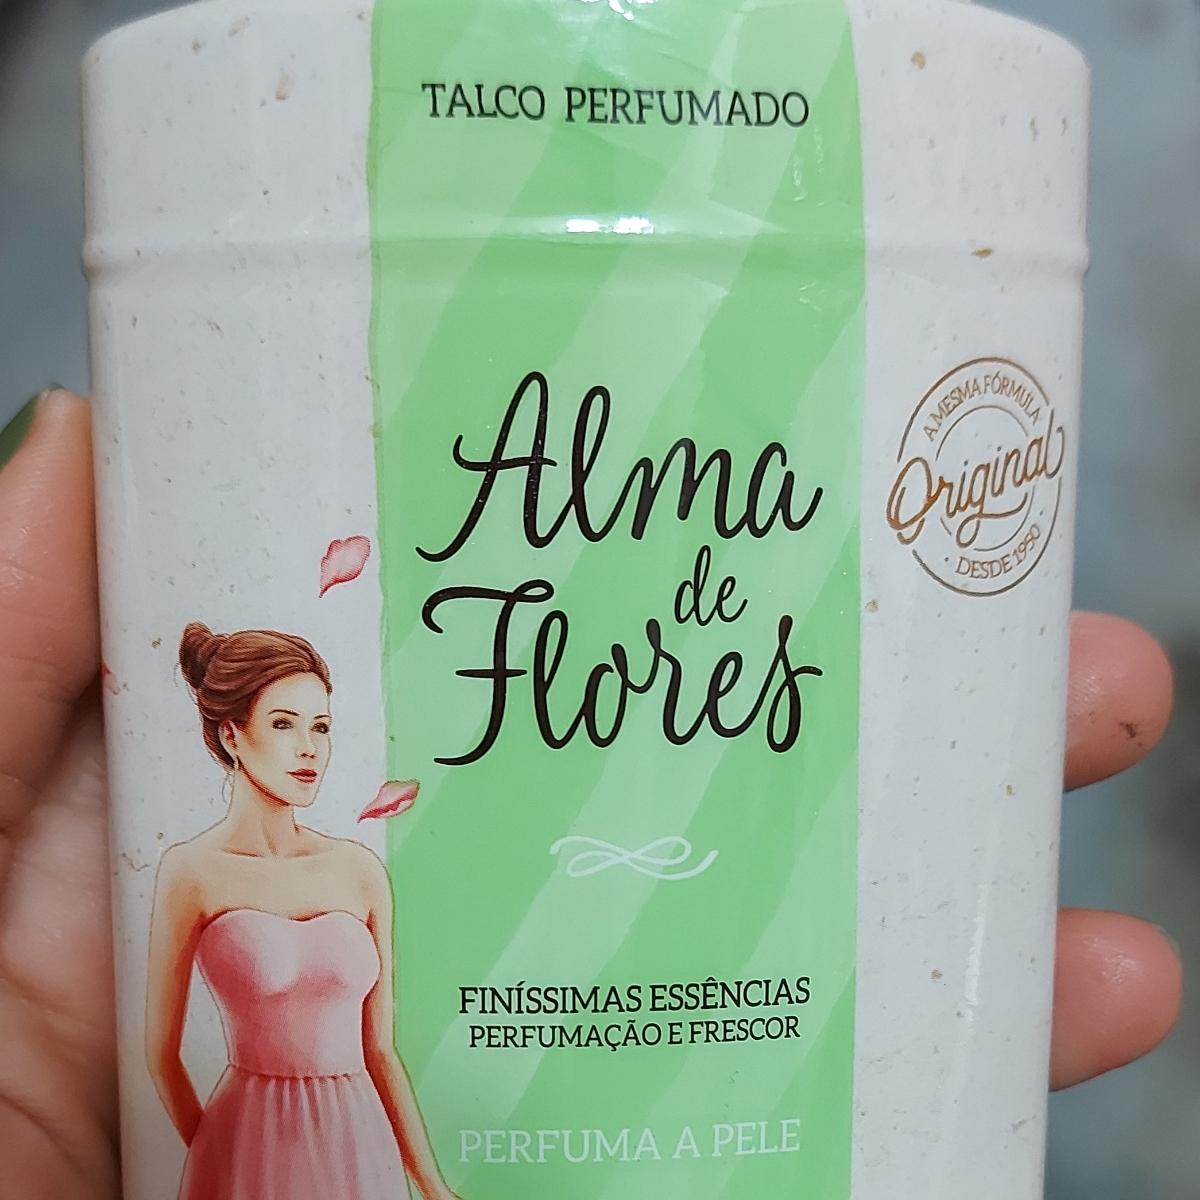 TALCO PERFUMADO
Alma
de
Flores
A MESMA FÓRMULA
Original
DESDE 1950
FINÍSSIMAS ESSÊNCIAS
PERFUMAÇÃO E FRESCOR
PERFUMA A PELE